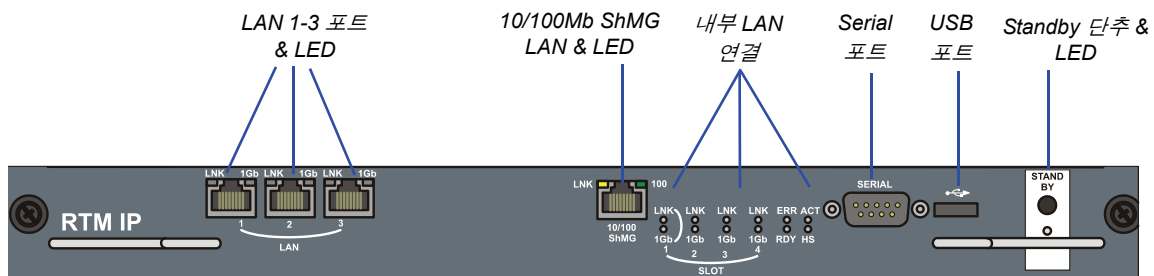 LAN 1-3 포트
& LED
10/100Mb ShMG
LAN & LED
내부 LAN
연결
Serial
포트
USB
포트
Standby 단추 &
LED
RTM IP
LNK 1Gb LNK 1Gb LNK 1Gb
1 2 3
LAN
LNK 100
10/100
ShMG
LNK LNK LNK LNK ERR ACT
1Gb 1Gb 1Gb 1Gb RDY HS
1 2 3 4
SLOT
SERIAL
STAND
BY